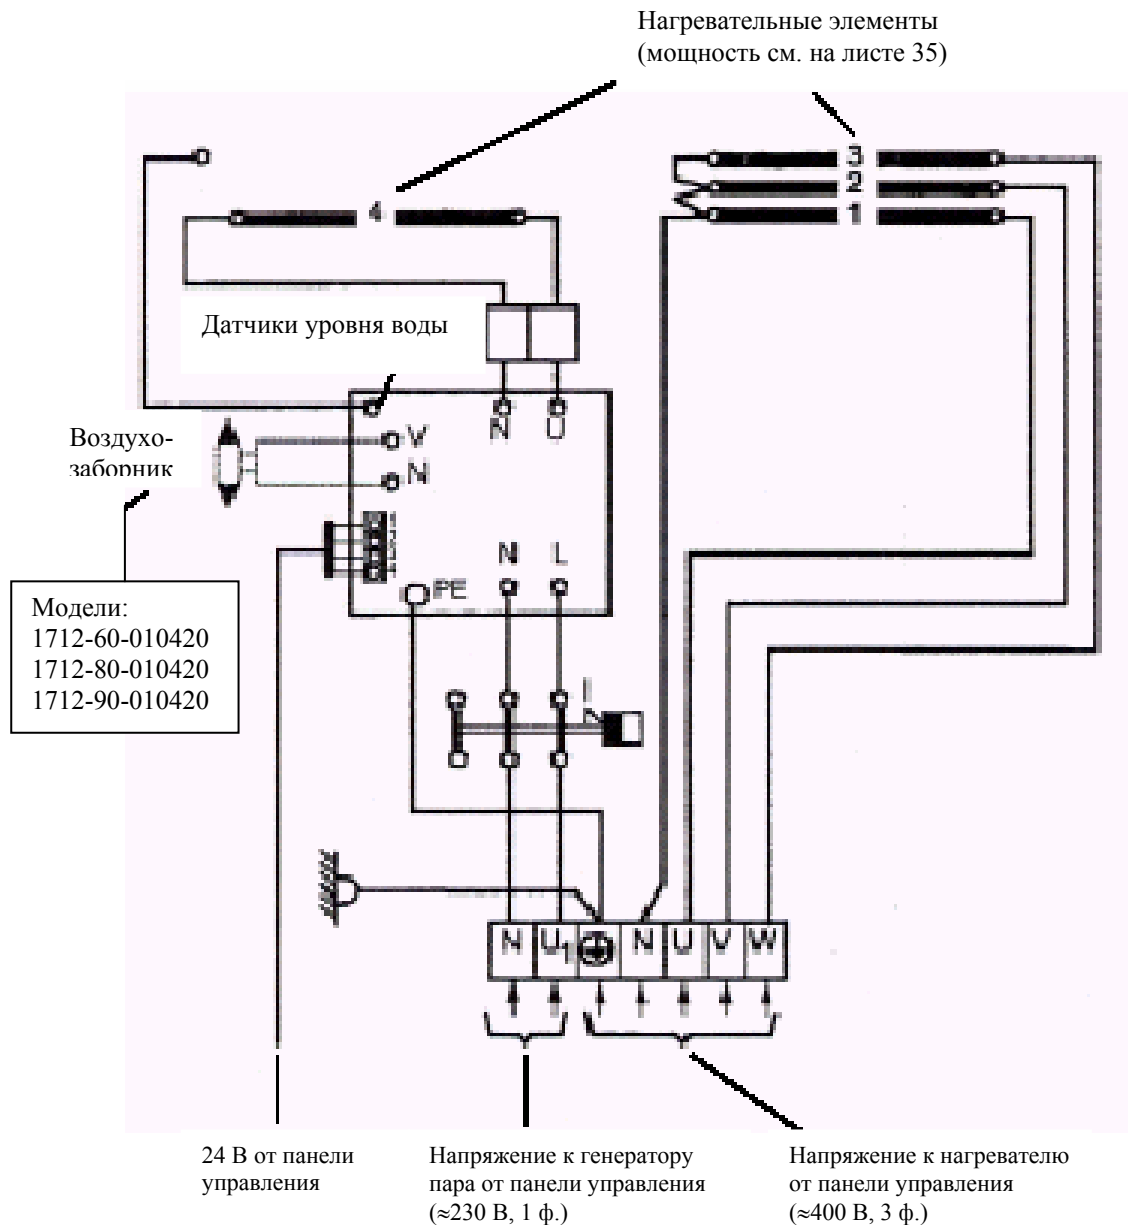 Нагревательные элементы
(мощность см. на листе 35)
3
2
1
4
Датчики уровня воды
N U
Воздухо-
заборник
V
N
N L
PE
Модели:
1712-60-010420
1712-80-010420
1712-90-010420
N U1 N U V W
24 В от панели
управления
Напряжение к генератору
пара от панели управления
(≈230 В, 1 ф.)
Напряжение к нагревателю
от панели управления
(≈400 В, 3 ф.)